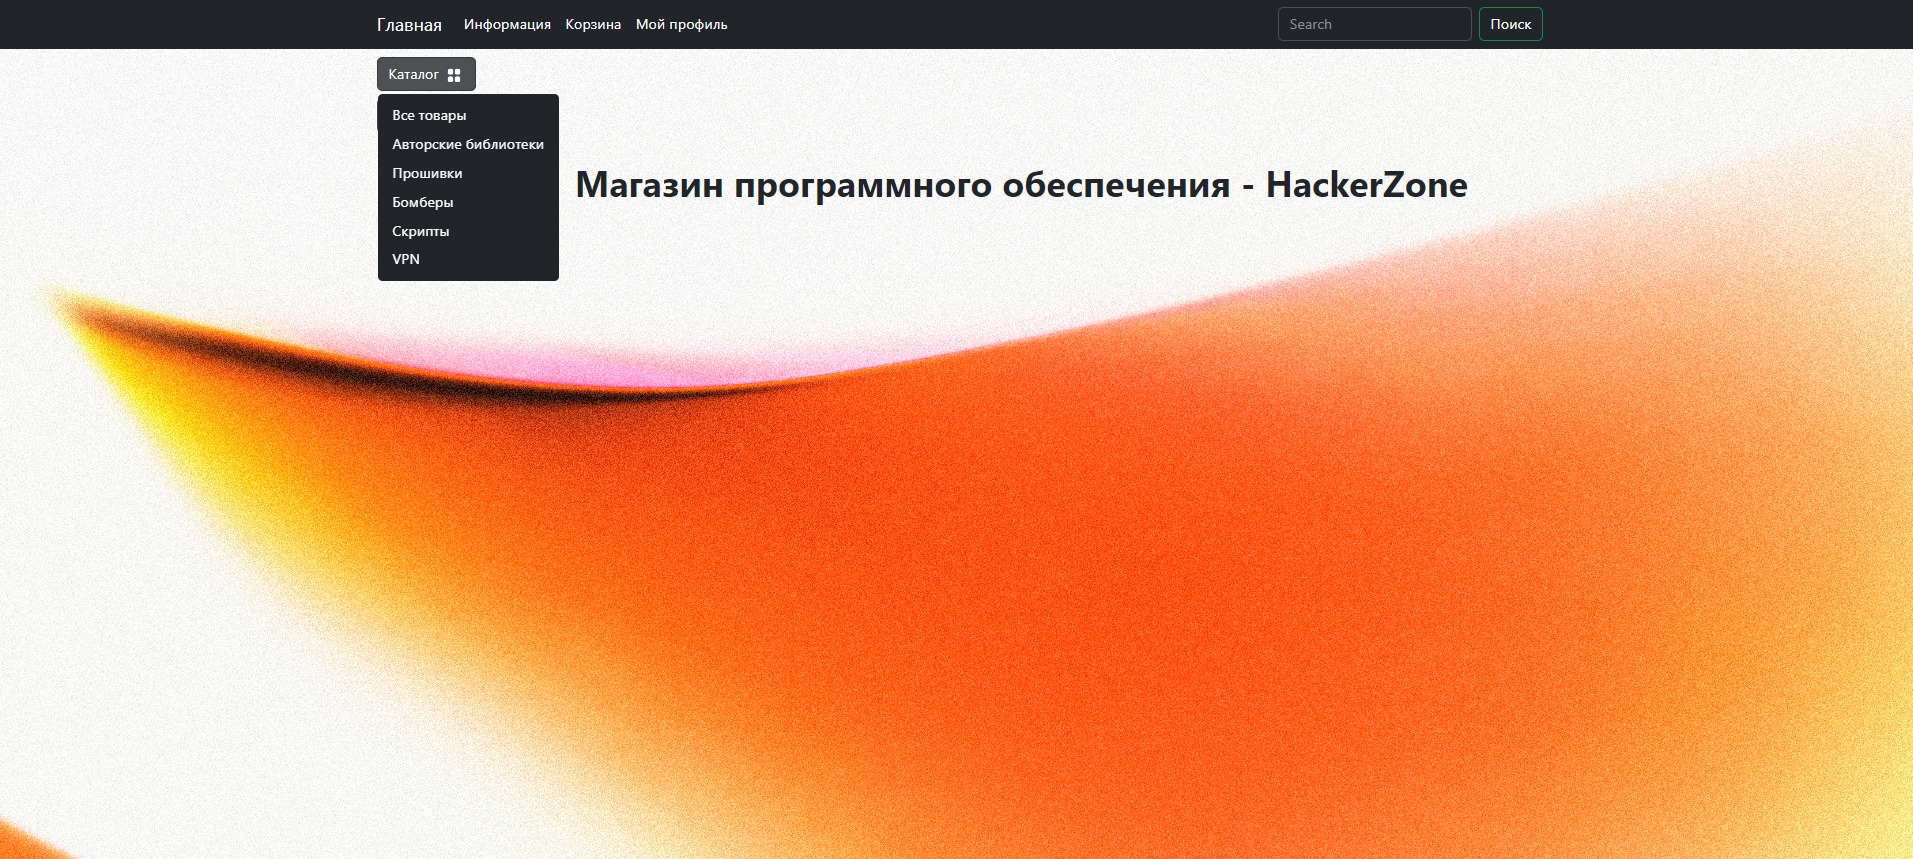 Главная Информация Корзина Мой профиль Search Поиск
Каталог
Все товары
Авторские библиотеки
Прошивки
Бомберы
Скрипты
VPN
Магазин программного обеспечения - HackerZone